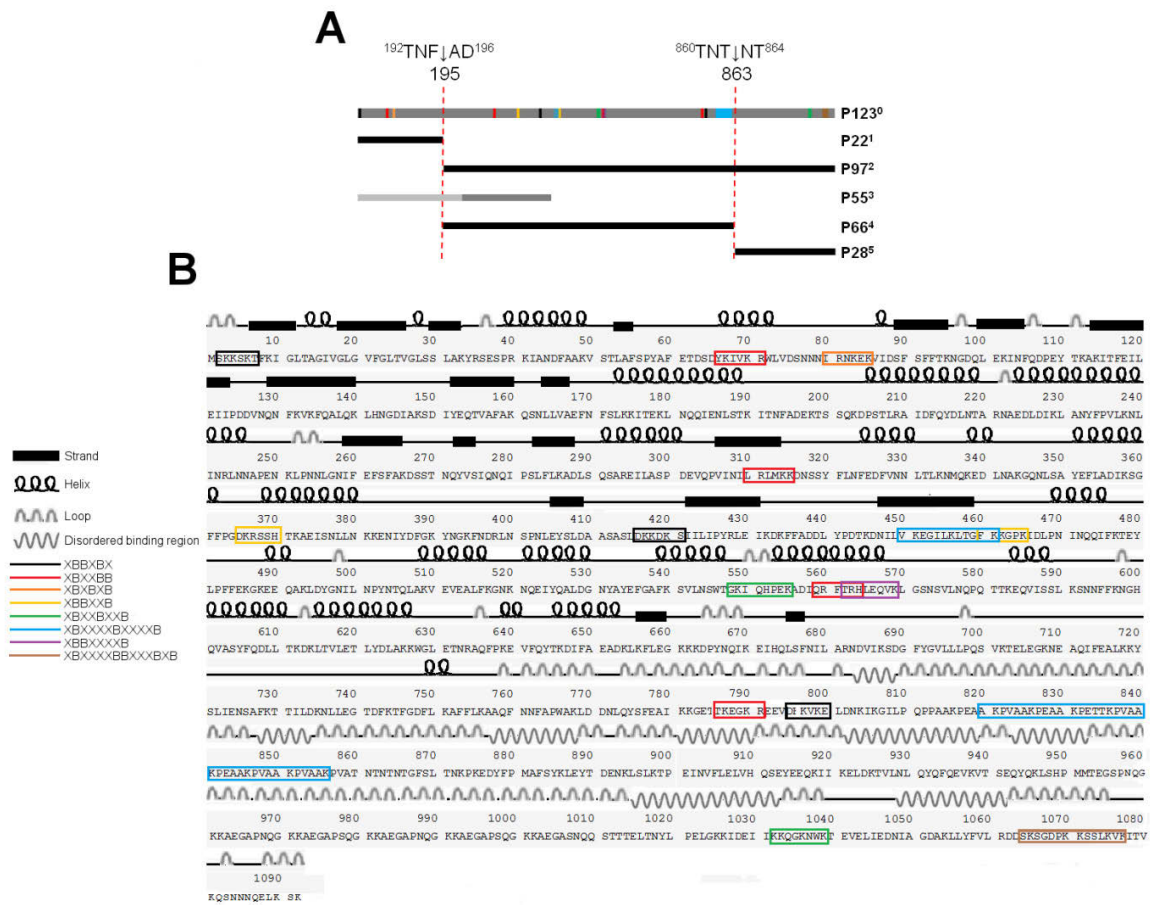 A
¹⁹²TNF↓AD¹⁹⁶
195
⁸⁶⁰TNT↓NT⁸⁶⁴
863
P123⁰
P22¹
P97²
P55³
P66⁴
P28⁵
B
10 20 30 40 50 60 70 80 90 100 110 120
MSKKSKTFKI GLTAGIVGLG VFGLTVGLSS LAKYRSESPR KIANDFAAKV STLAFSPYAF ETDSDYKIVK RWLVDSNNNI RNKEKVIDSF SFFTKNGDQL EKINFQDPEY TKAKITFEIL
130 140 150 160 170 180 190 200 210 220 230 240
EIIPDDVNQN FKVKFQALQK LHNGDIAKSD IYEQTVAFAK QSNLLVAEFN FSLKKITEKL NQQIENLSTK ITNFADEKTS SQKDPSTLRA IDFQYDLNTA RNAEDLDIKL ANYFPVLKNL
250 260 270 280 290 300 310 320 330 340 350 360
INRLNNAPEN KLPNNLGNIF EFSFAKDSST NQYVSIQNQI PSLFLKADLS QSAREILASP DEVQPVINIL RLMKKDNSSY FLNFEDFVNN LTLKNMQKED LNAKGQNLSA YEFLADIKSG
Strand
Helix
Loop
Disordered binding region
XBBXBX
XBXXBB
XBXBXB
XBBXXB
XBXXBXXB
XBXXXXBXXXXB
XBBXXXXB
XBXXXXBBXXXBXB
370 380 390 400 410 420 430 440 450 460 470 480
FFPGDKRSSH TKAEISNLLN KKENIYDFGK YNGKFNDRLN SPNLEYSLDA ASASLDKKDK SIILIPYRLE IKDKFFADDL YPDTKDNILV KEGILKLTGF KKGPKIDLPN INQQIFKTEY
490 500 510 520 530 540 550 560 570 580 590 600
LPFFEKGKEE QAKLDYGNIL NPYNTQLAKV EVEALFKGNK NQEIYQALDG NYAYEFGAFK SVLNSWTGKI QHPEKADIQR FTRHLEQVKL GSNSVLNQPQ TTKEQVISSL KSNNFFKNGH
610 620 630 640 650 660 670 680 690 700 710 720
QVASYFQDLL TKDKLTVLET LYDLAKKWGL ETNRAQFPKE VFQYTKDIFA EADKLKFLEG KKKDPYNQIK EIHQLSFNIL ARNDVIKSDG FYGVLLLPQS VKTELEGKNE AQIFEALKKY
730 740 750 760 770 780 790 800 810 820 830 840
SLIENSAFKT TILDKNLLEG TDFKTFGDFL KAFFLKAAQF NNFAPWAKLD DNLQYSFEAI KKGETTKEGK REEVDFKVKE LDNKIKGILP QPPAAKPEAA KPVAAKPEAA KPETTKPVAA
850 860 870 880 890 900 910 920 930 940 950 960
KPEAAKPVAA KPVAAKPVAT NTNTNTGFSL TNKPKEDYFP MAFSYKLEYT DENKLSLKTP EINVFLELVH QSEYEEQKII KELDKTVLNL QYQFQEVKVT SEQYQKLSHP MMTEGSPNQG
970 980 990 1000 1010 1020 1030 1040 1050 1060 1070 1080
KKAEGAPNQG KKAEGAPSQG KKAEGAPNQG KKAEGAPSQG KKAEGASNQQ STTTELTNYL PELGKKIDEI IKKQGKNWKT EVELIEDNIA GDAKLLYFVL RDDSKSGDPK KSSLKVKITV
1090
KQSNNNQELK SK